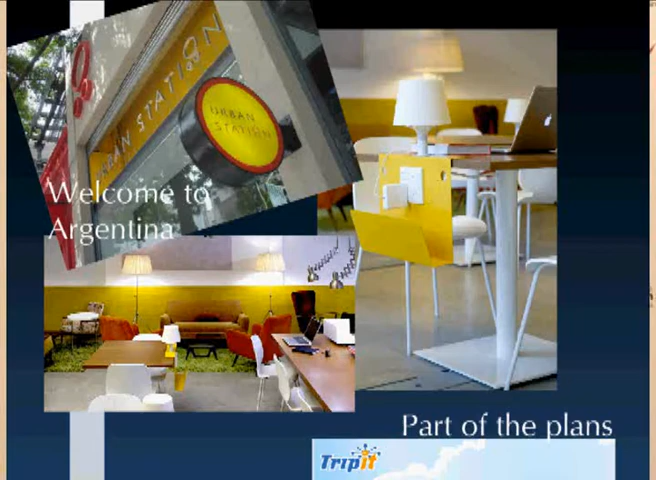 URBAN STATION
URBAN
STATION
Welcome to
Argentina
Part of the plans
TripIt